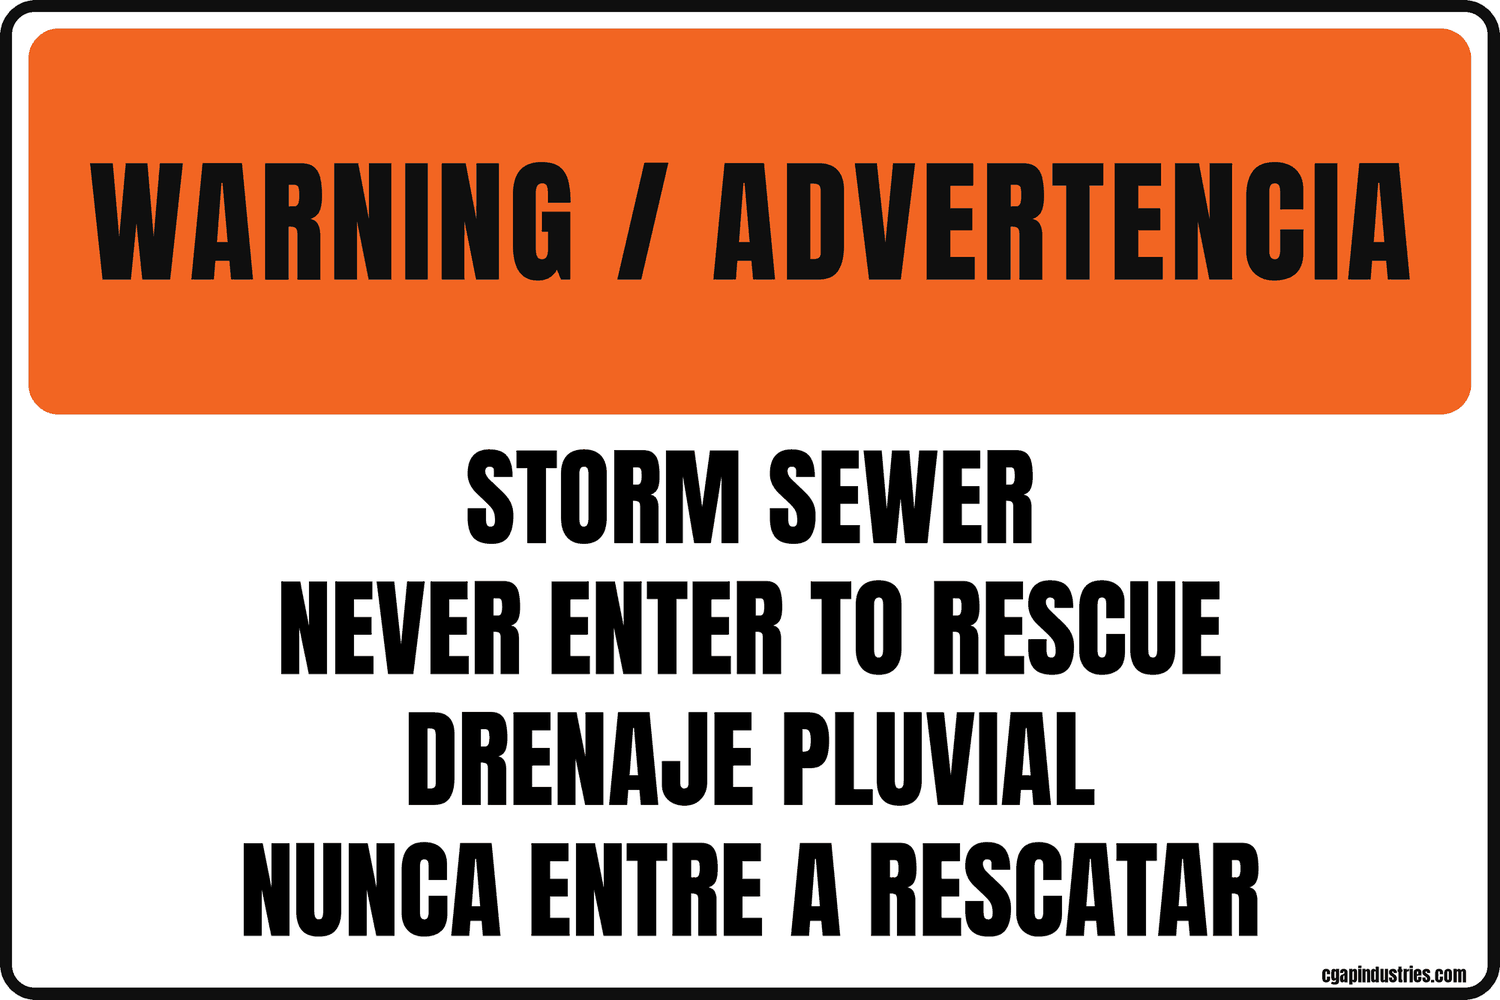 WARNING / ADVERTENCIA
STORM SEWER
NEVER ENTER TO RESCUE
DRENAJE PLUVIAL
NUNCA ENTRE A RESCATAR
cgapindustries.com